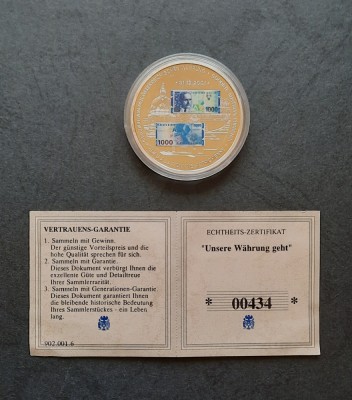 1000
1000
VERTRAUENS-GARANTIE
1. Sammeln mit Gewinn.
Der günstige Vorteilspreis und die
hohe Qualität sprechen für sich.
2. Sammeln mit Garantie.
Dieses Dokument verbürgt Ihnen die
exzellente Güte und Detailtreue
Ihrer Sammlerrarität.
3. Sammeln mit Generationen-Garantie.
Dieses Dokument garantiert Ihnen
die bleibende historische Bedeutung
Ihres Sammlerstückes - ein Leben
lang.
902.001.6
ECHTHEITS-ZERTIFIKAT
"Unsere Währung geht"
* 00434 *